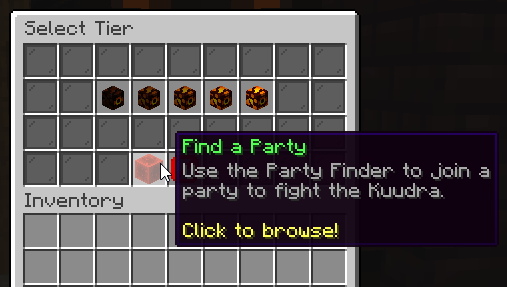 Select Tier
Find a Party
Use the Party Finder to join a
party to fight the Kuudra.
Click to browse!
Inventory